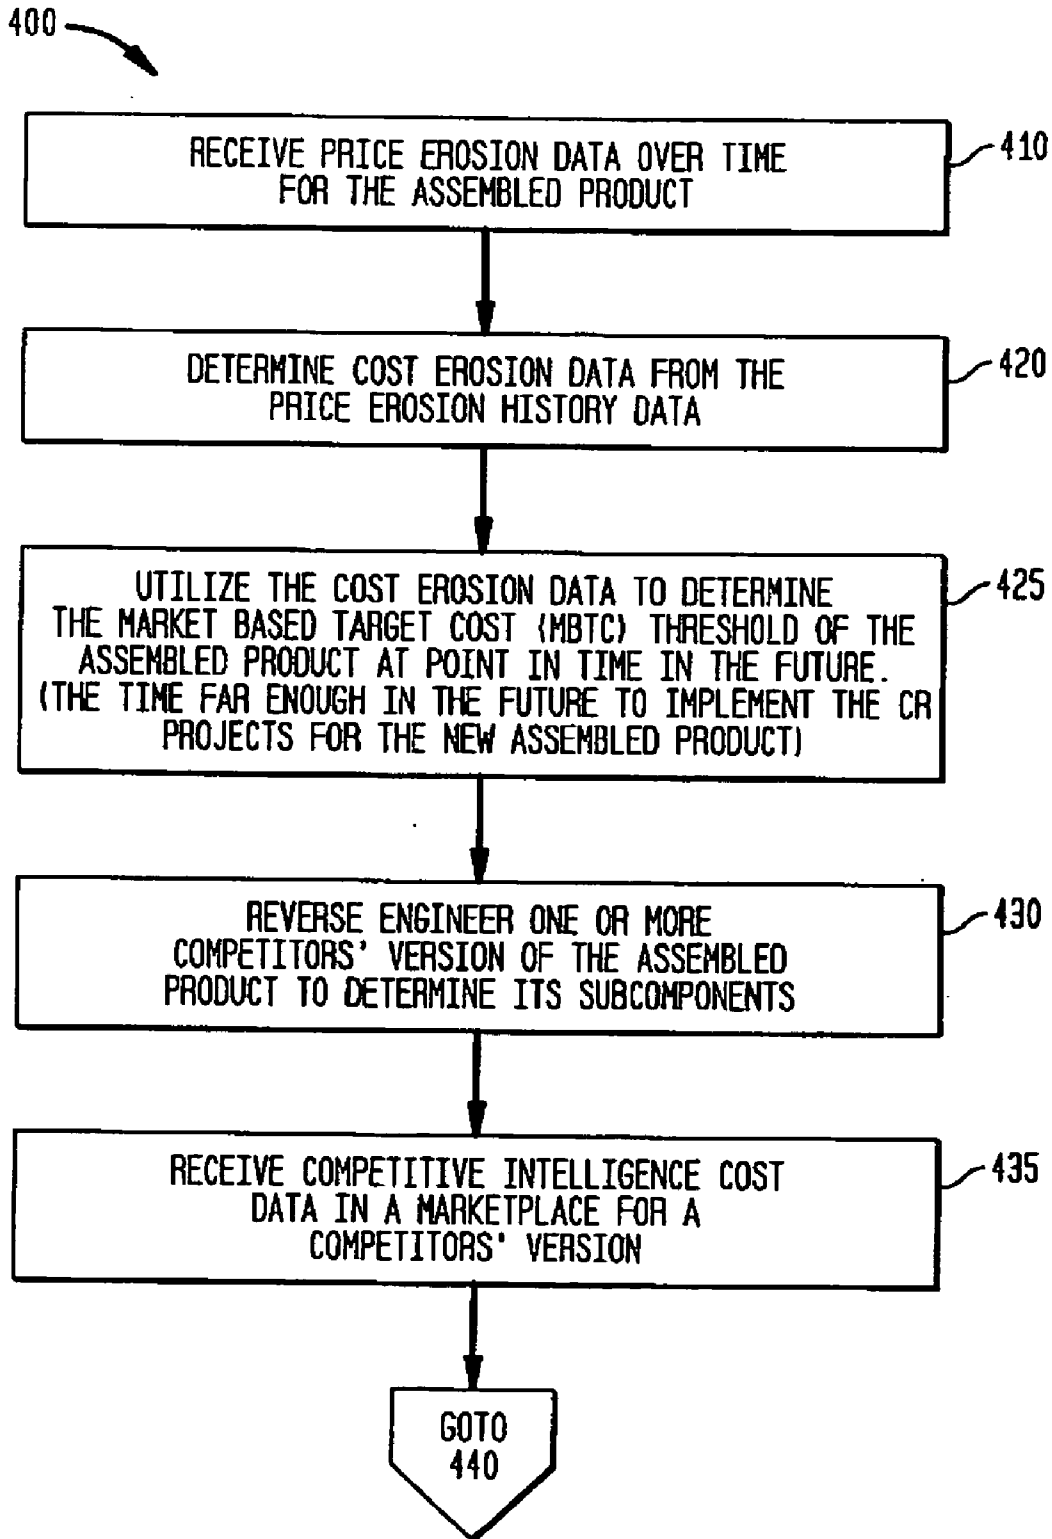 400
RECEIVE PRICE EROSION DATA OVER TIME
FOR THE ASSEMBLED PRODUCT
410
DETERMINE COST EROSION DATA FROM THE
PRICE EROSION HISTORY DATA
420
UTILIZE THE COST EROSION DATA TO DETERMINE
THE MARKET BASED TARGET COST (MBTC) THRESHOLD OF THE
ASSEMBLED PRODUCT AT POINT IN TIME IN THE FUTURE.
(THE TIME FAR ENOUGH IN THE FUTURE TO IMPLEMENT THE CR
PROJECTS FOR THE NEW ASSEMBLED PRODUCT)
425
REVERSE ENGINEER ONE OR MORE
COMPETITORS' VERSION OF THE ASSEMBLED
PRODUCT TO DETERMINE ITS SUBCOMPONENTS
430
RECEIVE COMPETITIVE INTELLIGENCE COST
DATA IN A MARKETPLACE FOR A
COMPETITORS' VERSION
435
GOTO
440